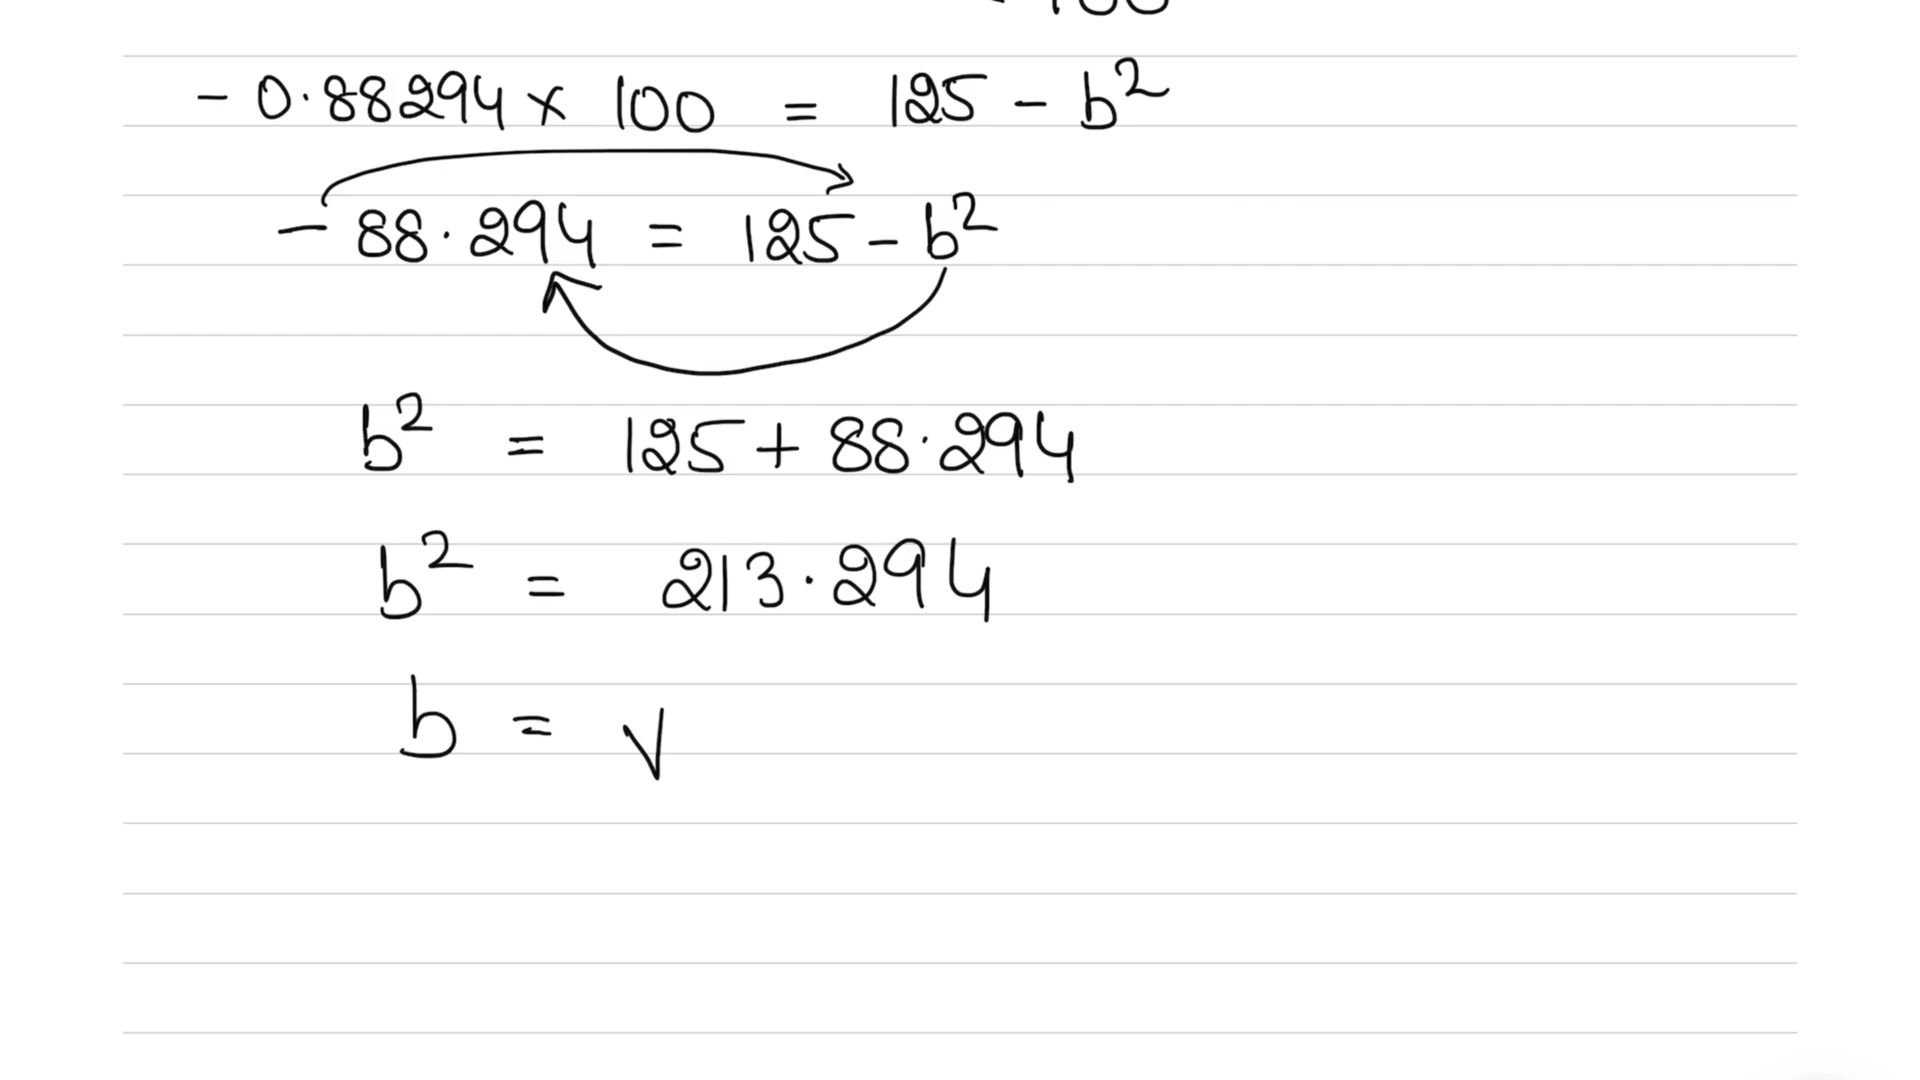 - 0.88294 × 100 = 125 - b²
- 88.294 = 125 - b²
b² = 125 + 88.294
b² = 213.294
b = √